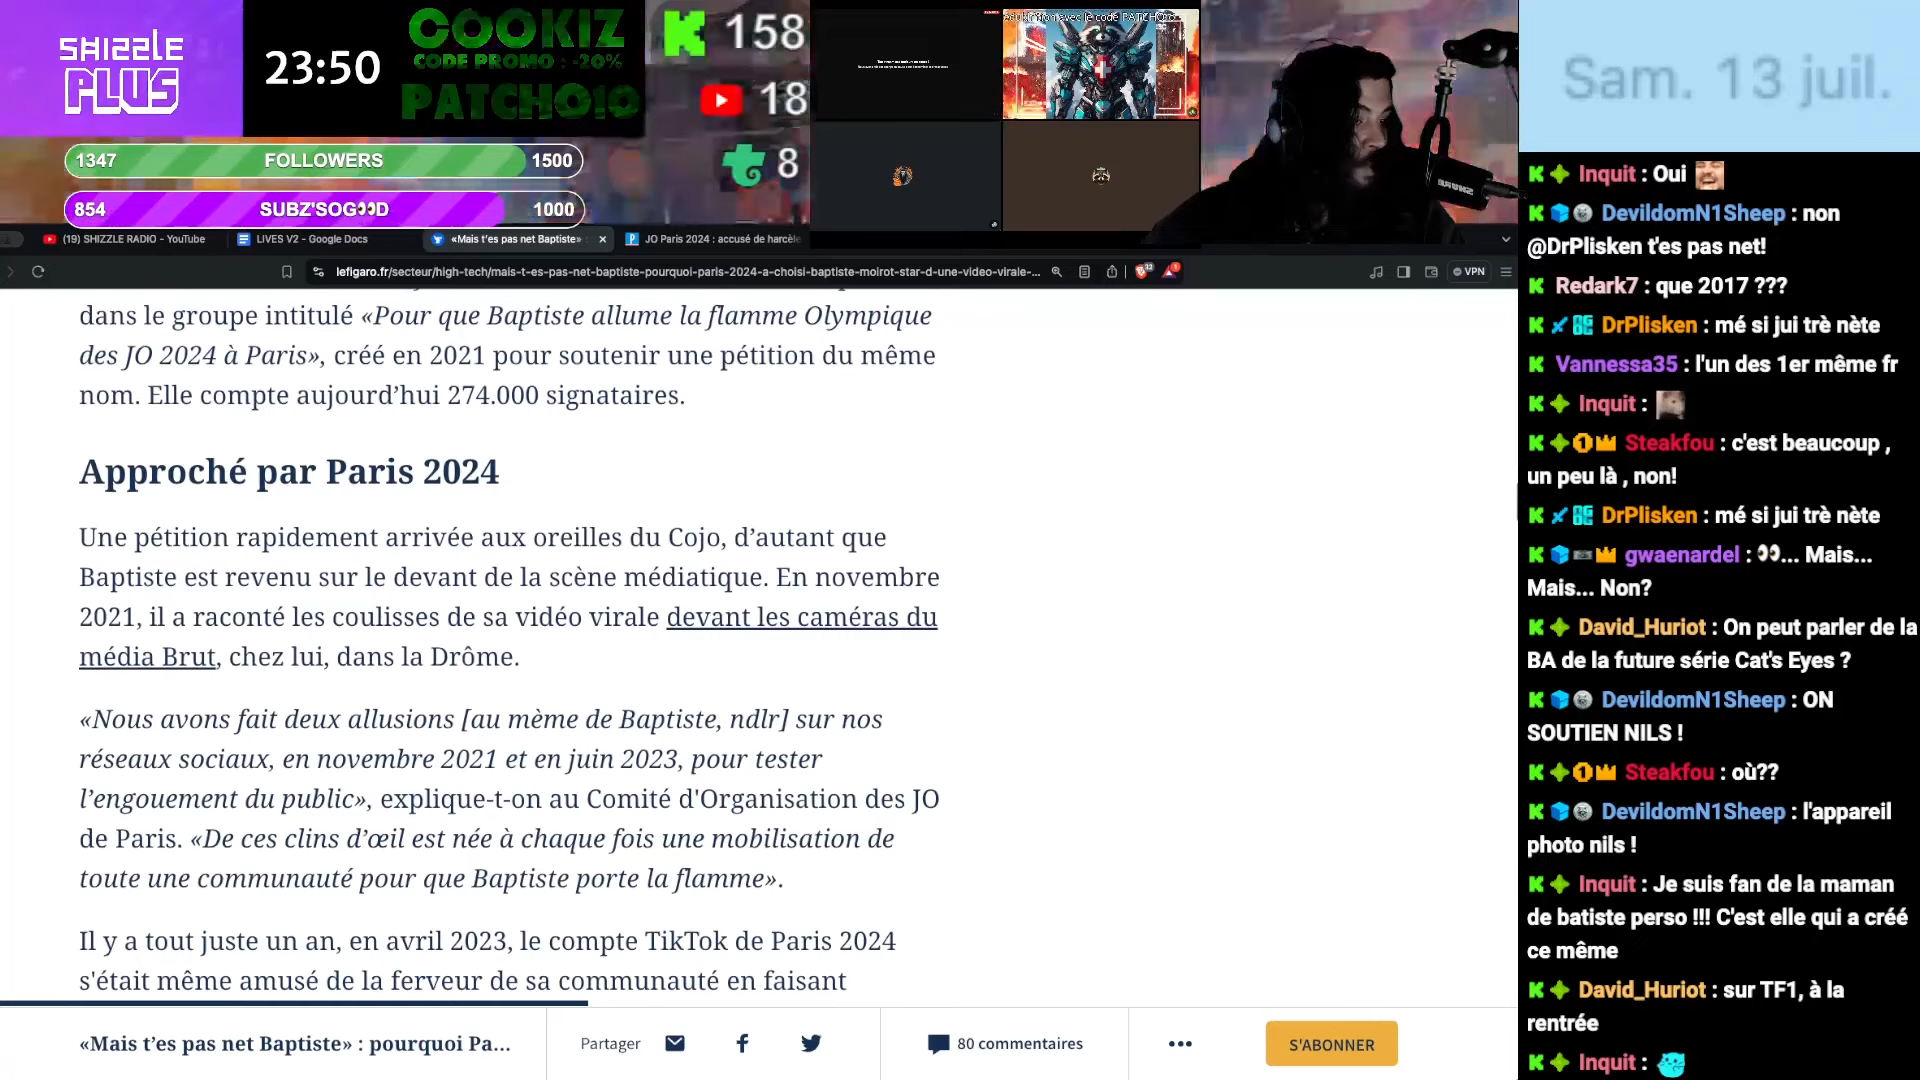 SHIZZLE
PLUS
23:50
COOKIZ
CODE PROMO : -20%
PATCHO10
158
18
8
1347 FOLLOWERS 1500
854 SUBZ'SOG👀D 1000
avec le code PATCHO10
Sam. 13 juil.
(19) SHIZZLE RADIO - YouTube
LIVES V2 - Google Docs
«Mais t'es pas net Baptiste»
JO Paris 2024 : accusé de harcèle
lefigaro.fr/secteur/high-tech/mais-t-es-pas-net-baptiste-pourquoi-paris-2024-a-choisi-baptiste-moirot-star-d-une-video-virale-...
VPN
dans le groupe intitulé «Pour que Baptiste allume la flamme Olympique
des JO 2024 à Paris», créé en 2021 pour soutenir une pétition du même
nom. Elle compte aujourd’hui 274.000 signataires.
Approché par Paris 2024
Une pétition rapidement arrivée aux oreilles du Cojo, d’autant que
Baptiste est revenu sur le devant de la scène médiatique. En novembre
2021, il a raconté les coulisses de sa vidéo virale devant les caméras du
média Brut, chez lui, dans la Drôme.
«Nous avons fait deux allusions [au mème de Baptiste, ndlr] sur nos
réseaux sociaux, en novembre 2021 et en juin 2023, pour tester
l’engouement du public», explique-t-on au Comité d'Organisation des JO
de Paris. «De ces clins d’œil est née à chaque fois une mobilisation de
toute une communauté pour que Baptiste porte la flamme».
Il y a tout juste un an, en avril 2023, le compte TikTok de Paris 2024
s'était même amusé de la ferveur de sa communauté en faisant
«Mais t’es pas net Baptiste» : pourquoi Pa...
Partager
80 commentaires
S'ABONNER
Inquit : Oui
DevildomN1Sheep : non
@DrPlisken t'es pas net!
Redark7 : que 2017 ???
DrPlisken : mé si jui trè nète
Vannessa35 : l'un des 1er même fr
Inquit :
Steakfou : c'est beaucoup ,
un peu là , non!
DrPlisken : mé si jui trè nète
gwaenardel : 👀... Mais...
Mais... Non?
David_Huriot : On peut parler de la
BA de la future série Cat's Eyes ?
DevildomN1Sheep : ON
SOUTIEN NILS !
Steakfou : où??
DevildomN1Sheep : l'appareil
photo nils !
Inquit : Je suis fan de la maman
de batiste perso !!! C'est elle qui a créé
ce même
David_Huriot : sur TF1, à la
rentrée
Inquit :